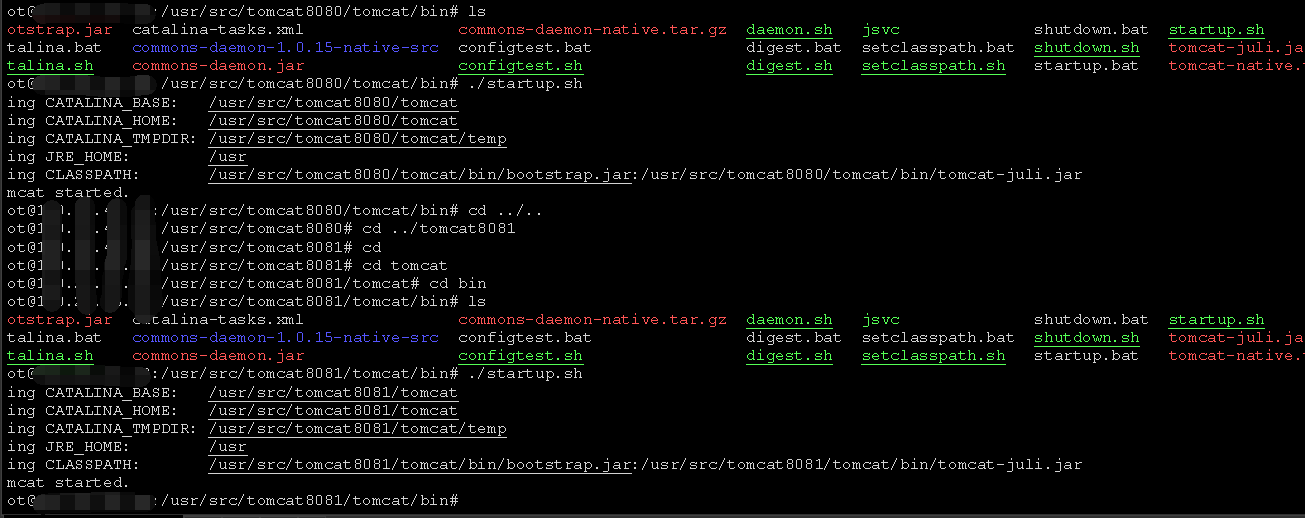 ot@ :/usr/src/tomcat8080/tomcat/bin# ls
otstrap.jar catalina-tasks.xml commons-daemon-native.tar.gz daemon.sh jsvc shutdown.bat startup.sh
talina.bat commons-daemon-1.0.15-native-src configtest.bat digest.bat setclasspath.bat shutdown.sh tomcat-juli.ja
talina.sh commons-daemon.jar configtest.sh digest.sh setclasspath.sh startup.bat tomcat-native.t
ot@ :/usr/src/tomcat8080/tomcat/bin# ./startup.sh
ing CATALINA_BASE: /usr/src/tomcat8080/tomcat
ing CATALINA_HOME: /usr/src/tomcat8080/tomcat
ing CATALINA_TMPDIR: /usr/src/tomcat8080/tomcat/temp
ing JRE_HOME: /usr
ing CLASSPATH: /usr/src/tomcat8080/tomcat/bin/bootstrap.jar:/usr/src/tomcat8080/tomcat/bin/tomcat-juli.jar
mcat started.
ot@ :/usr/src/tomcat8080/tomcat/bin# cd ../..
ot@ /usr/src/tomcat8080# cd ../tomcat8081
ot@ /usr/src/tomcat8081# cd
ot@ /usr/src/tomcat8081# cd tomcat
ot@ /usr/src/tomcat8081/tomcat# cd bin
ot@ /usr/src/tomcat8081/tomcat/bin# ls
otstrap.jar catalina-tasks.xml commons-daemon-native.tar.gz daemon.sh jsvc shutdown.bat startup.sh
talina.bat commons-daemon-1.0.15-native-src configtest.bat digest.bat setclasspath.bat shutdown.sh tomcat-juli.ja
talina.sh commons-daemon.jar configtest.sh digest.sh setclasspath.sh startup.bat tomcat-native.t
ot@ :/usr/src/tomcat8081/tomcat/bin# ./startup.sh
ing CATALINA_BASE: /usr/src/tomcat8081/tomcat
ing CATALINA_HOME: /usr/src/tomcat8081/tomcat
ing CATALINA_TMPDIR: /usr/src/tomcat8081/tomcat/temp
ing JRE_HOME: /usr
ing CLASSPATH: /usr/src/tomcat8081/tomcat/bin/bootstrap.jar:/usr/src/tomcat8081/tomcat/bin/tomcat-juli.jar
mcat started.
ot@ :/usr/src/tomcat8081/tomcat/bin#